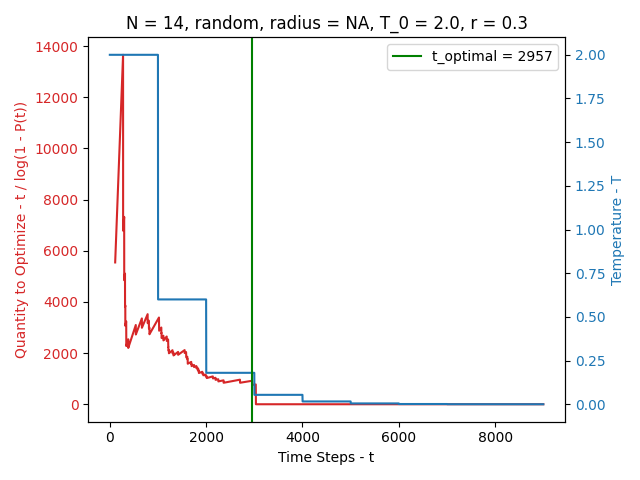 N = 14, random, radius = NA, T_0 = 2.0, r = 0.3
t_optimal = 2957
14000
12000
10000
8000
6000
4000
2000
0
Quantity to Optimize - t / log(1 - P(t))
2.00
1.75
1.50
1.25
1.00
0.75
0.50
0.25
0.00
Temperature - T
0 2000 4000 6000 8000
Time Steps - t